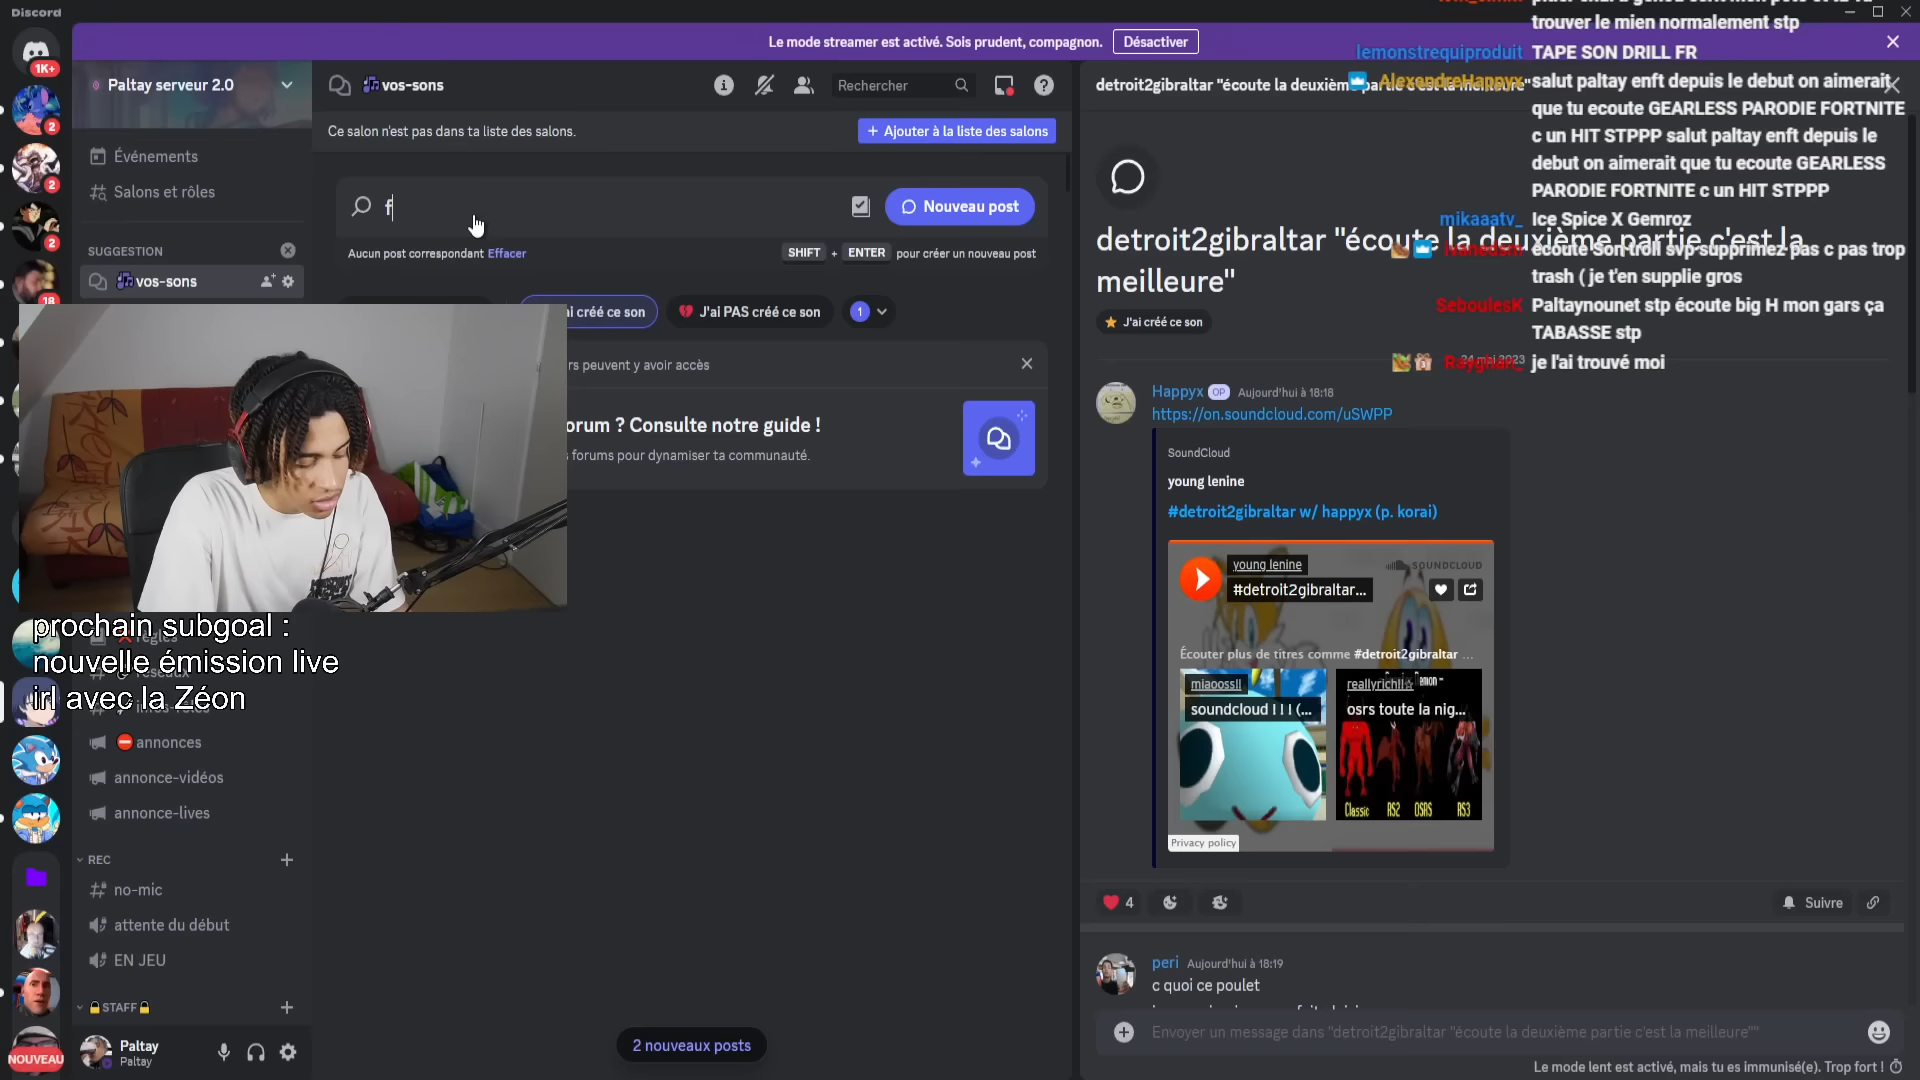 Discord
Le mode streamer est activé. Sois prudent, compagnon.
Désactiver
1K+
2
2
2
18
NOUVEAU
Paltay serveur 2.0
Événements
Salons et rôles
SUGGESTION
vos-sons
annonces
annonce-vidéos
annonce-lives
REC
no-mic
attente du début
EN JEU
STAFF
Paltay
Paltay
prochain subgoal :
nouvelle émission live
irl avec la Zéon
vos-sons
Rechercher
Ce salon n'est pas dans ta liste des salons.
+ Ajouter à la liste des salons
f
Nouveau post
Aucun post correspondant Effacer
SHIFT + ENTER pour créer un nouveau post
ai créé ce son
J'ai PAS créé ce son
1
rs peuvent y avoir accès
orum ? Consulte notre guide !
s forums pour dynamiser ta communauté.
2 nouveaux posts
detroit2gibraltar "écoute la deuxième partie c'est la meilleure"
detroit2gibraltar "écoute la deuxième partie c'est la
meilleure"
J'ai créé ce son
24 mai 2023
Happyx OP Aujourd'hui à 18:18
https://on.soundcloud.com/uSWPP
SoundCloud
young lenine
#detroit2gibraltar w/ happyx (p. korai)
young lenine
SOUNDCLOUD
#detroit2gibraltar...
Écouter plus de titres comme #detroit2gibraltar ...
miaooss!!
soundcloud ! ! ! (...
osrs toute la nig...
Classic RS2 OSRS RS3
Privacy policy
4
Suivre
peri Aujourd'hui à 18:19
c quoi ce poulet
Envoyer un message dans "detroit2gibraltar "écoute la deuxième partie c'est la meilleure""
Le mode lent est activé, mais tu es immunisé(e). Trop fort !
trouver le mien normalement stp
lemonstrequiproduit TAPE SON DRILL FR
AlexendreHappyx salut paltay enft depuis le debut on aimerait
que tu ecoute GEARLESS PARODIE FORTNITE
c un HIT STPPP salut paltay enft depuis le
debut on aimerait que tu ecoute GEARLESS
PARODIE FORTNITE c un HIT STPPP
mikaaatv_ Ice Spice X Gemroz
écoute Son troll svp supprimez pas c pas trop
trash ( je t'en supplie gros
SeboulesK Paltaynounet stp écoute big H mon gars ça
TABASSE stp
Rayghan_ je l'ai trouvé moi